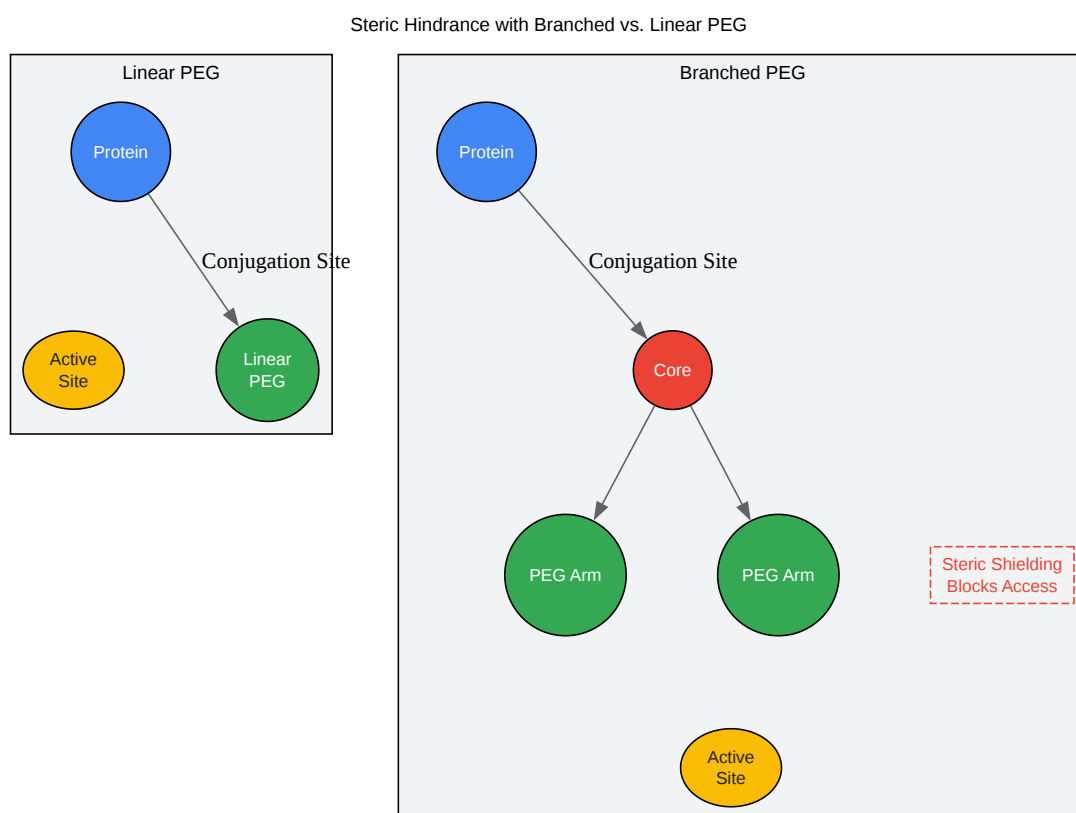 Steric Hindrance with Branched vs. Linear PEG
Linear PEG
Protein
Conjugation Site
Active
Site
Linear
PEG
Branched PEG
Protein
Conjugation Site
Core
PEG Arm
PEG Arm
Steric Shielding
Blocks Access
Active
Site